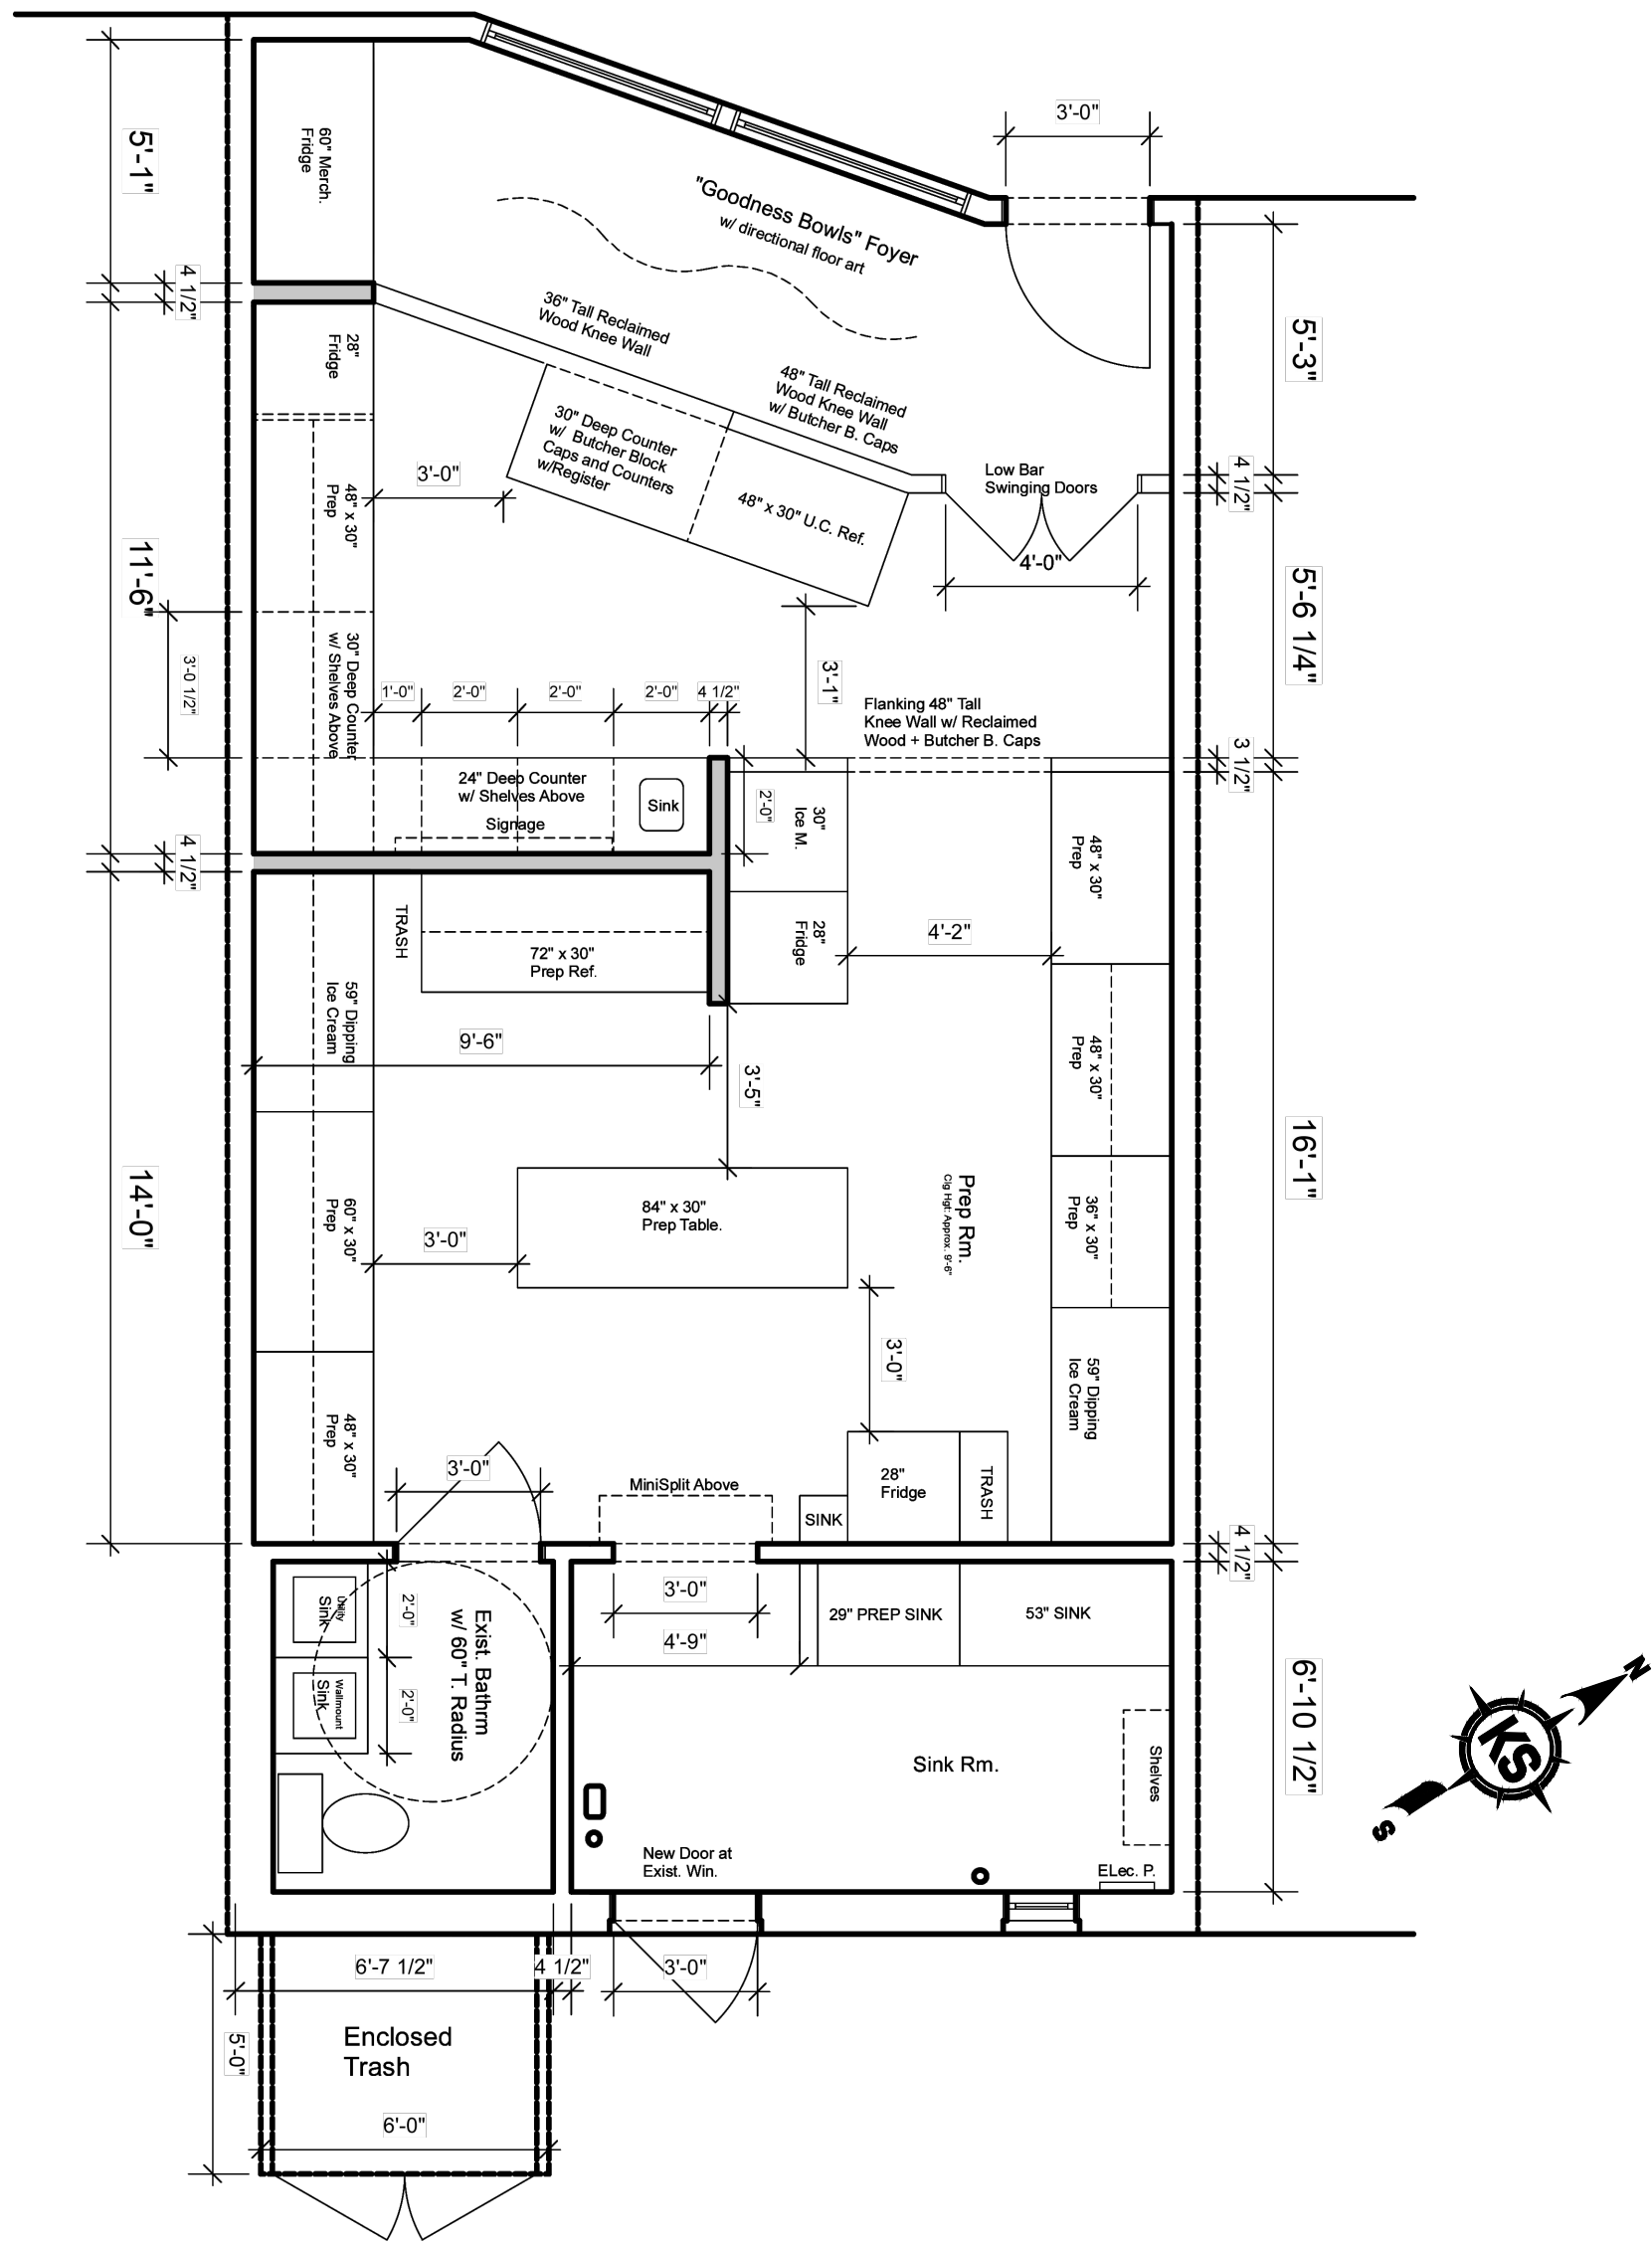 3'-0"
5'-1"
60" Merch.
Fridge
"Goodness Bowls" Foyer
w/ directional floor art
4 1/2"
36" Tall Reclaimed
Wood Knee Wall
5'-3"
28"
Fridge
48" Tall Reclaimed
Wood Knee Wall
w/ Butcher B. Caps
30" Deep Counter
w/ Butcher Block
Caps and Counters
w/Register
3'-0"
Low Bar
Swinging Doors
4 1/2"
48" x 30"
Prep
48" x 30" U.C. Ref.
4'-0"
11'-6"
5'-6 1/4"
3'-0 1/2"
30" Deep Counter
w/ Shelves Above
1'-0"
2'-0"
2'-0"
2'-0"
4 1/2"
3'-1"
Flanking 48" Tall
Knee Wall w/ Reclaimed
Wood + Butcher B. Caps
3 1/2"
24" Deep Counter
w/ Shelves Above
Sink
2'-0"
Signage
30"
Ice M.
48" x 30"
Prep
4 1/2"
TRASH
72" x 30"
Prep Ref.
28"
Fridge
4'-2"
59" Dipping
Ice Cream
9'-6"
3'-5"
48" x 30"
Prep
16'-1"
14'-0"
60" x 30"
Prep
3'-0"
84" x 30"
Prep Table.
Prep Rm.
Clg Hgt: Approx. 9'-6"
36" x 30"
Prep
3'-0"
59" Dipping
Ice Cream
48" x 30"
Prep
3'-0"
MiniSplit Above
28"
Fridge
TRASH
SINK
4 1/2"
Utility
Sink
2'-0"
3'-0"
29" PREP SINK
53" SINK
4'-9"
Exist. Bathrm
w/ 60" T. Radius
Wallmount
Sink
2'-0"
6'-10 1/2"
Sink Rm.
Shelves
New Door at
Exist. Win.
ELec. P.
N
KS
S
6'-7 1/2"
4 1/2"
3'-0"
5'-0"
Enclosed
Trash
6'-0"